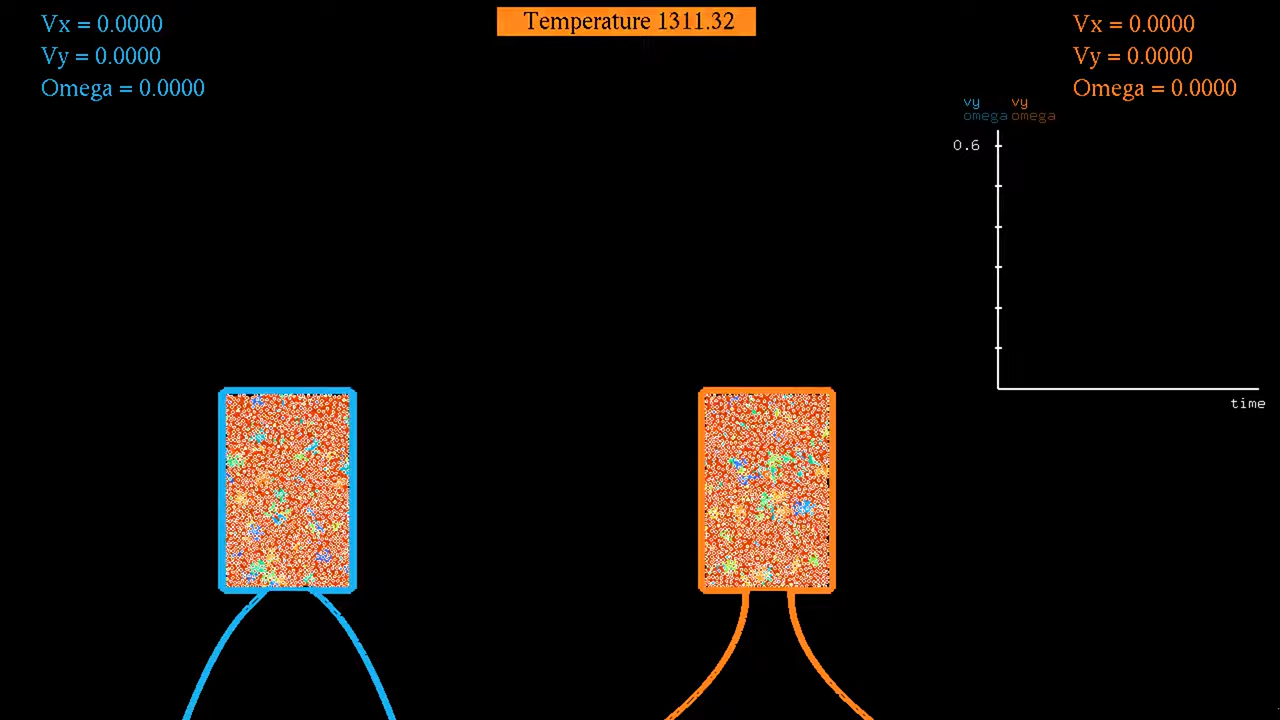 Vx = 0.0000
Vy = 0.0000
Omega = 0.0000
Temperature 1311.32
Vx = 0.0000
Vy = 0.0000
Omega = 0.0000
vy vy
omega omega
0.6
time